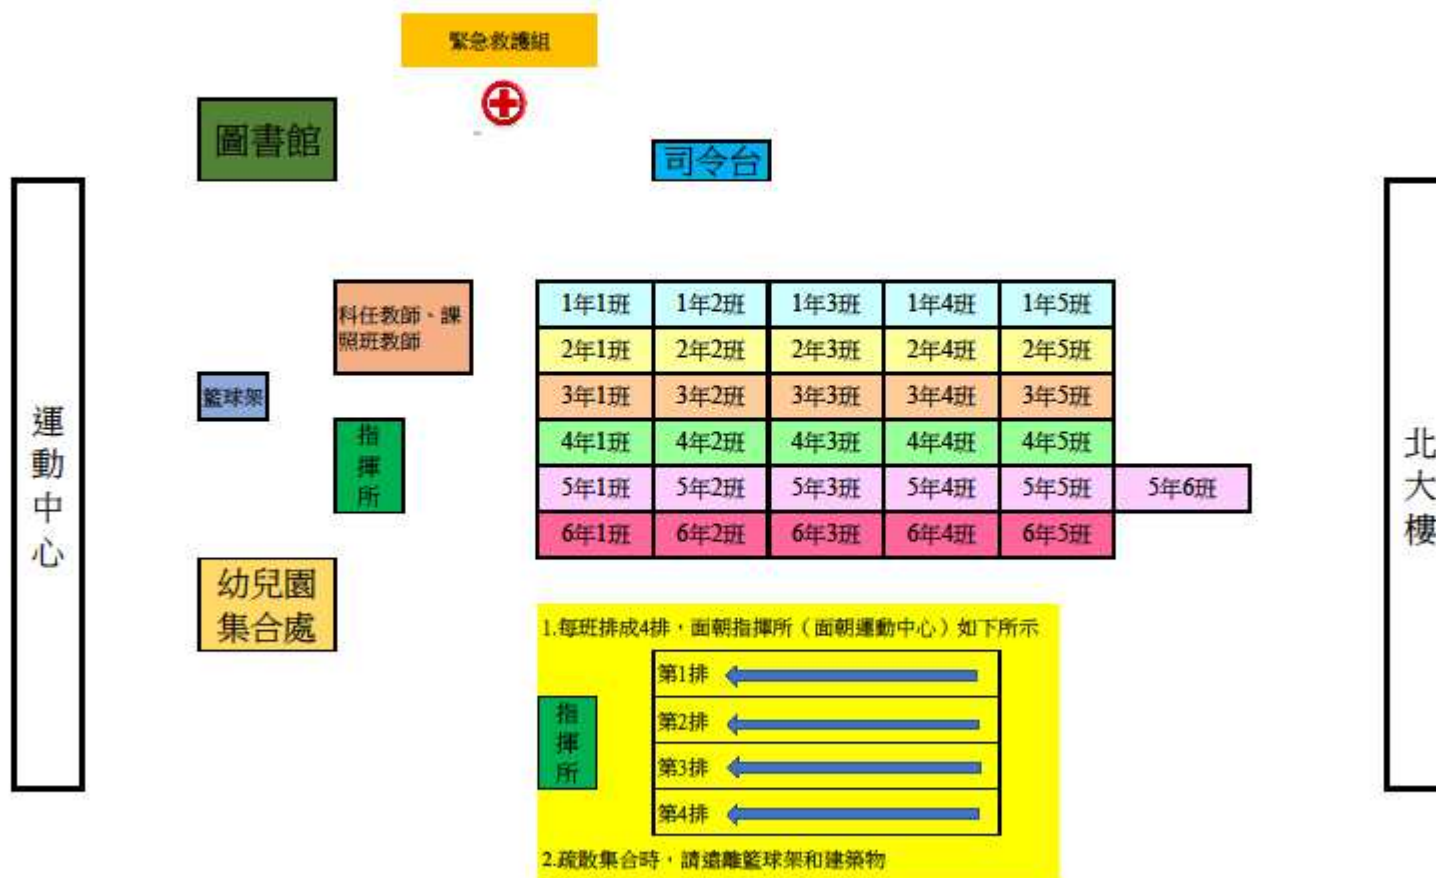 緊急救護組
圖書館
司令台
運動中心
科任教師、課
照班教師
籃球架
指揮所
幼兒園
集合處
1年1班 1年2班 1年3班 1年4班 1年5班
2年1班 2年2班 2年3班 2年4班 2年5班
3年1班 3年2班 3年3班 3年4班 3年5班
4年1班 4年2班 4年3班 4年4班 4年5班
5年1班 5年2班 5年3班 5年4班 5年5班 5年6班
6年1班 6年2班 6年3班 6年4班 6年5班
北大樓
1.每班排成4排，面朝指揮所（面朝運動中心）如下所示
指揮所
第1排
第2排
第3排
第4排
2.疏散集合時，請遠離籃球架和建築物